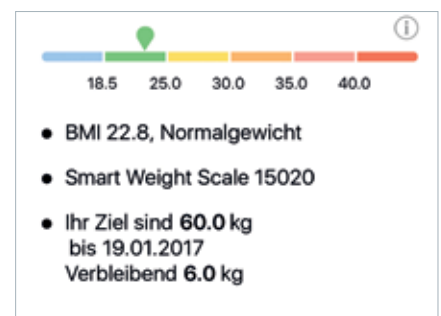 18.5 25.0 30.0 35.0 40.0
• BMI 22.8, Normalgewicht
• Smart Weight Scale 15020
• Ihr Ziel sind 60.0 kg
bis 19.01.2017
Verbleibend 6.0 kg